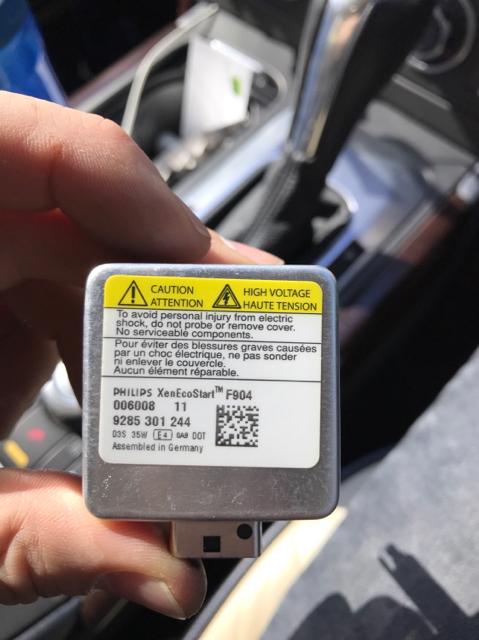 CAUTION HIGH VOLTAGE
ATTENTION HAUTE TENSION
To avoid personal injury from electric
shock, do not probe or remove cover.
No serviceable components.
Pour éviter des blessures graves causées
par un choc électrique, ne pas sonder
ni enlever le couvercle.
Aucun élément réparable.
PHILIPS XenEcoStart™ F904
006008 11
9285 301 244
D3S 35W E4 0A9 DOT
Assembled in Germany